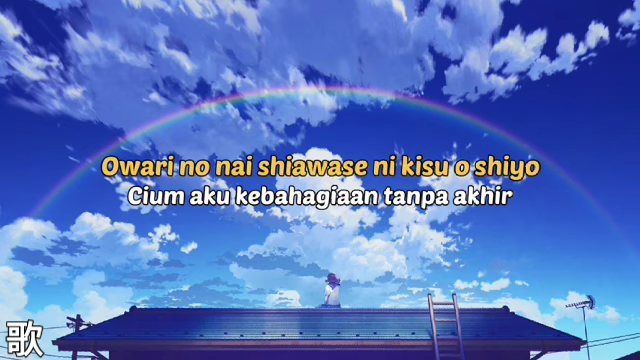 Owari no nai shiawase ni kisu o shiyo
Cium aku kebahagiaan tanpa akhir
歌